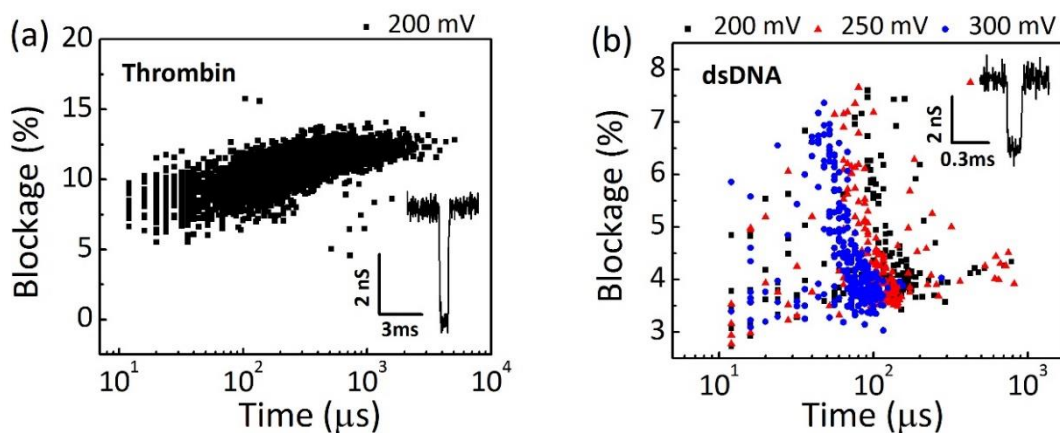 (a)
200 mV
20
15
10
5
0
Blockage (%)
Thrombin
2 nS
3ms
10¹ 10² 10³ 10⁴
Time (μs)
(b)
200 mV 250 mV 300 mV
8
7
6
5
4
3
Blockage (%)
dsDNA
2 nS
0.3ms
10¹ 10² 10³
Time (μs)